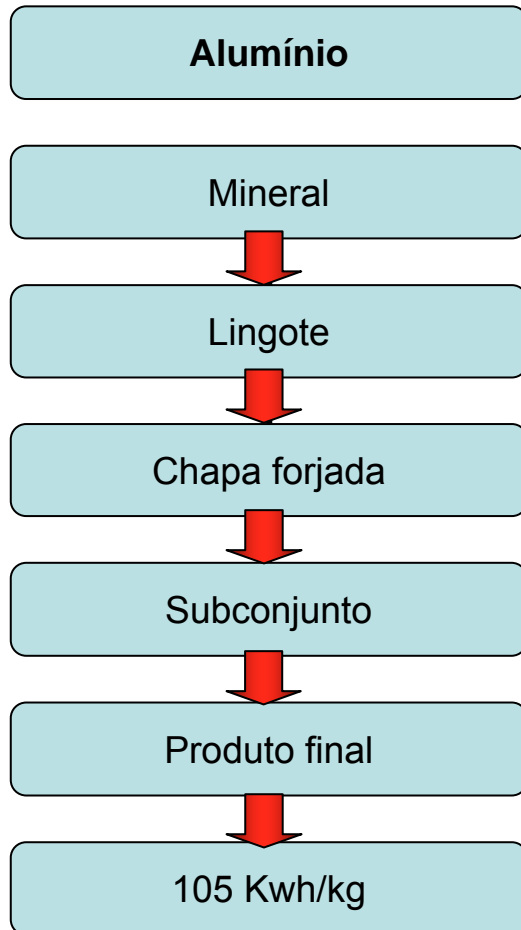 Alumínio
Mineral
Lingote
Chapa forjada
Subconjunto
Produto final
105 Kwh/kg